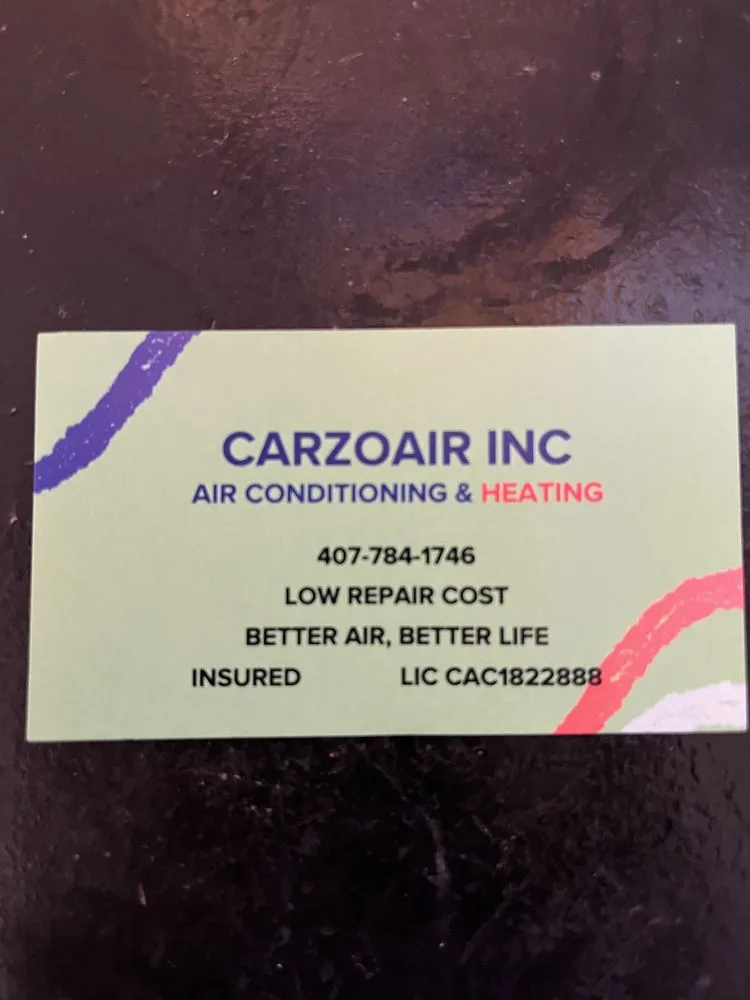 CARZOAIR INC
AIR CONDITIONING & HEATING
407-784-1746
LOW REPAIR COST
BETTER AIR, BETTER LIFE
INSURED LIC CAC1822888